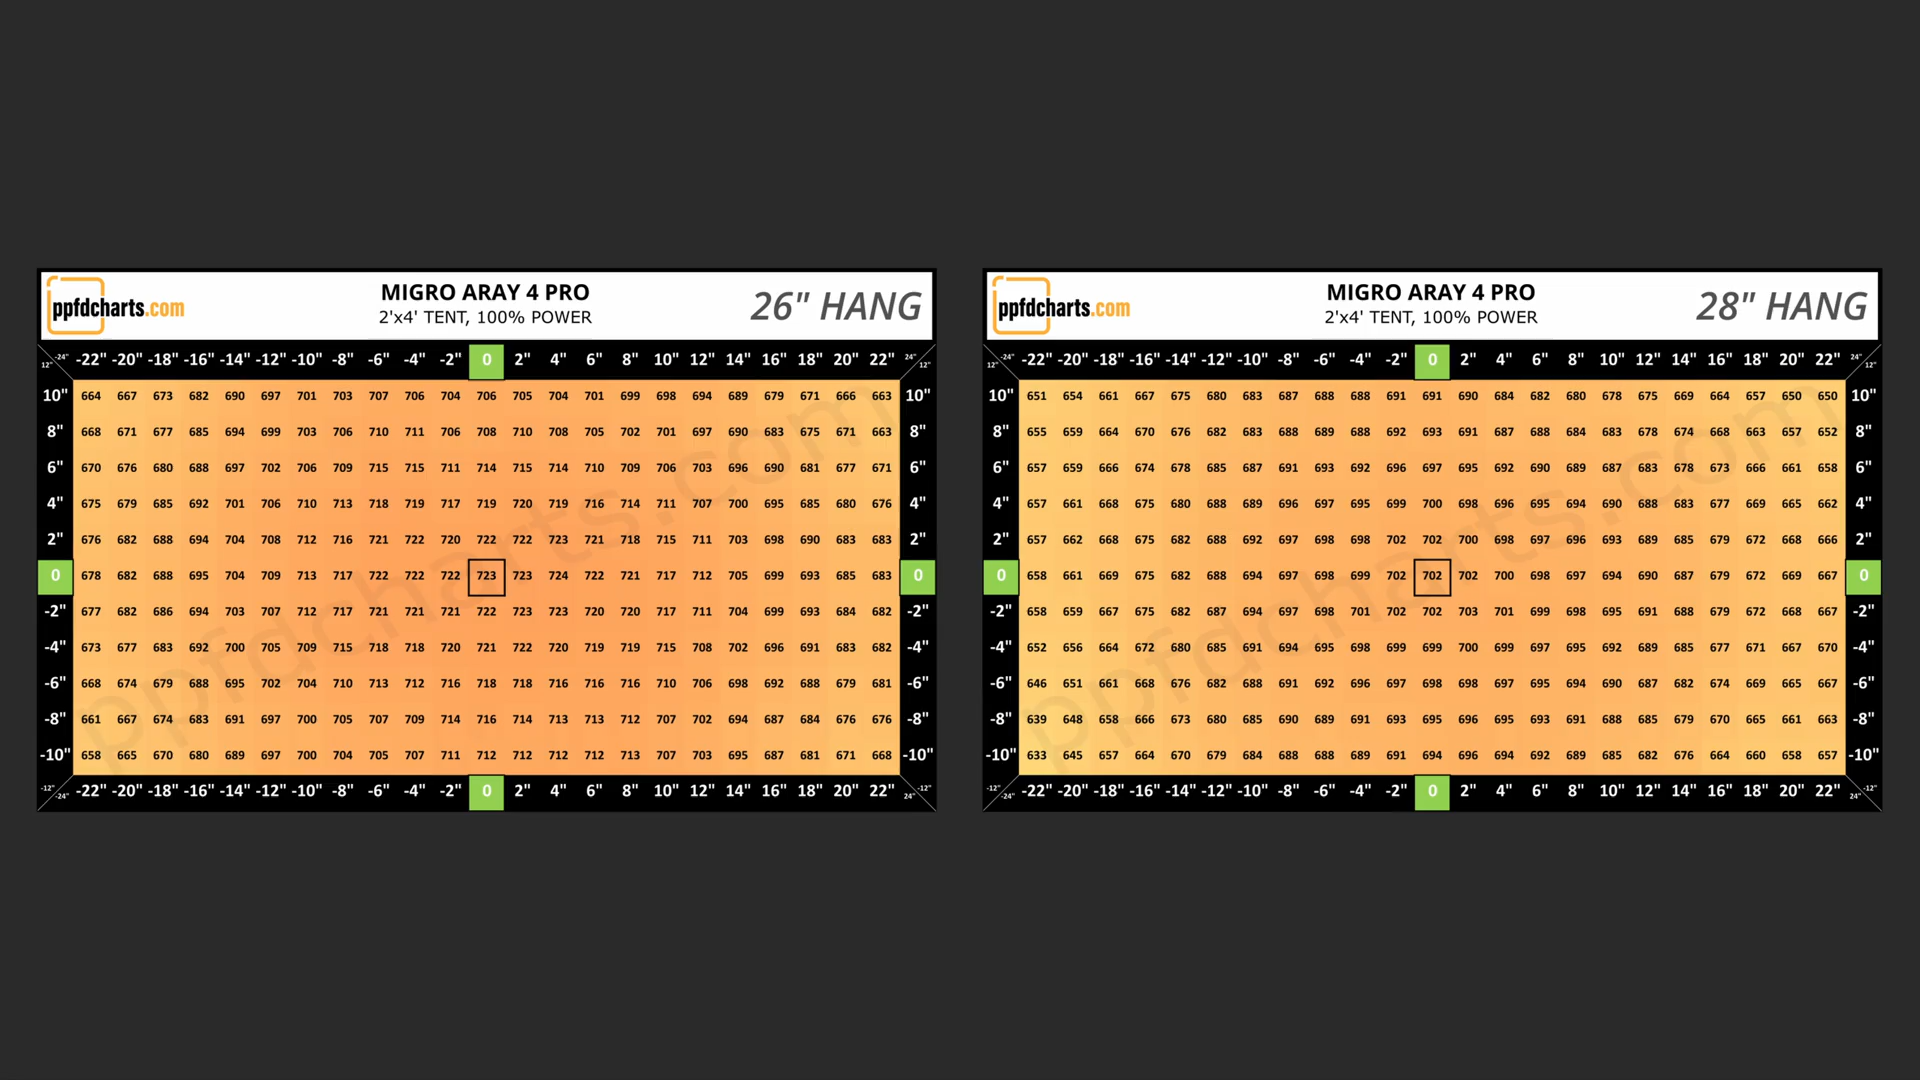 ppfdcharts.com
MIGRO ARAY 4 PRO
2'x4' TENT, 100% POWER
26" HANG
-24" 12" -22" -20" -18" -16" -14" -12" -10" -8" -6" -4" -2" 0 2" 4" 6" 8" 10" 12" 14" 16" 18" 20" 22" 24" 12"
10" 664 667 673 682 690 697 701 703 707 706 704 706 705 704 701 699 698 694 689 679 671 666 663 10"
8" 668 671 677 685 694 699 703 706 710 711 706 708 710 708 705 702 701 697 690 683 675 671 663 8"
6" 670 676 680 688 697 702 706 709 715 715 711 714 715 714 710 709 706 703 696 690 681 677 671 6"
4" 675 679 685 692 701 706 710 713 718 719 717 719 720 719 716 714 711 707 700 695 685 680 676 4"
2" 676 682 688 694 704 708 712 716 721 722 720 722 722 723 721 718 715 711 703 698 690 683 683 2"
0 678 682 688 695 704 709 713 717 722 722 722 723 723 724 722 721 717 712 705 699 693 685 683 0
-2" 677 682 686 694 703 707 712 717 721 721 721 722 723 723 720 720 717 711 704 699 693 684 682 -2"
-4" 673 677 683 692 700 705 709 715 718 718 720 721 722 720 719 719 715 708 702 696 691 683 682 -4"
-6" 668 674 679 688 695 702 704 710 713 712 716 718 718 716 716 716 710 706 698 692 688 679 681 -6"
-8" 661 667 674 683 691 697 700 705 707 709 714 716 714 713 713 712 707 702 694 687 684 676 676 -8"
-10" 658 665 670 680 689 697 700 704 705 707 711 712 712 712 712 713 707 703 695 687 681 671 668 -10"
-12" -24" -22" -20" -18" -16" -14" -12" -10" -8" -6" -4" -2" 0 2" 4" 6" 8" 10" 12" 14" 16" 18" 20" 22" 24" -12"
ppfdcharts.com
ppfdcharts.com
MIGRO ARAY 4 PRO
2'x4' TENT, 100% POWER
28" HANG
-24" 12" -22" -20" -18" -16" -14" -12" -10" -8" -6" -4" -2" 0 2" 4" 6" 8" 10" 12" 14" 16" 18" 20" 22" 24" 12"
10" 651 654 661 667 675 680 683 687 688 688 691 691 690 684 682 680 678 675 669 664 657 650 650 10"
8" 655 659 664 670 676 682 683 688 689 688 692 693 691 687 688 684 683 678 674 668 663 657 652 8"
6" 657 659 666 674 678 685 687 691 693 692 696 697 695 692 690 689 687 683 678 673 666 661 658 6"
4" 657 661 668 675 680 688 689 696 697 695 699 700 698 696 695 694 690 688 683 677 669 665 662 4"
2" 657 662 668 675 682 688 692 697 698 698 702 702 700 698 697 696 693 689 685 679 672 668 666 2"
0 658 661 669 675 682 688 694 697 698 699 702 702 702 700 698 697 694 690 687 679 672 669 667 0
-2" 658 659 667 675 682 687 694 697 698 701 702 702 703 701 699 698 695 691 688 679 672 668 667 -2"
-4" 652 656 664 672 680 685 691 694 695 698 699 699 700 699 697 695 692 689 685 677 671 667 670 -4"
-6" 646 651 661 668 676 682 688 691 692 696 697 698 698 697 695 694 690 687 682 674 669 665 667 -6"
-8" 639 648 658 666 673 680 685 690 689 691 693 695 696 695 693 691 688 685 679 670 665 661 663 -8"
-10" 633 645 657 664 670 679 684 688 688 689 691 694 696 694 692 689 685 682 676 664 660 658 657 -10"
-12" -24" -22" -20" -18" -16" -14" -12" -10" -8" -6" -4" -2" 0 2" 4" 6" 8" 10" 12" 14" 16" 18" 20" 22" 24" -12"
ppfdcharts.com